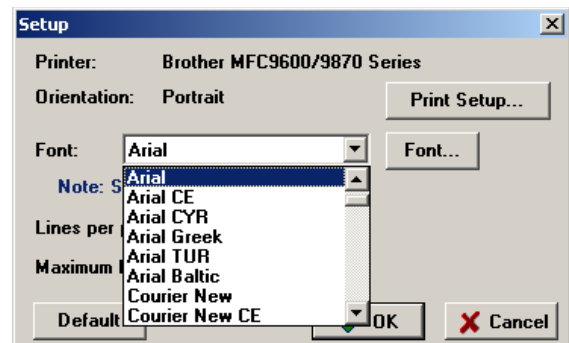 Setup
Printer: Brother MFC9600/9870 Series
Orientation: Portrait
Print Setup...
Font: Arial
Font...
Note: S
Arial
Arial CE
Arial CYR
Lines per
Arial Greek
Arial TUR
Maximum
Arial Baltic
Courier New
Courier New CE
Default
OK
Cancel